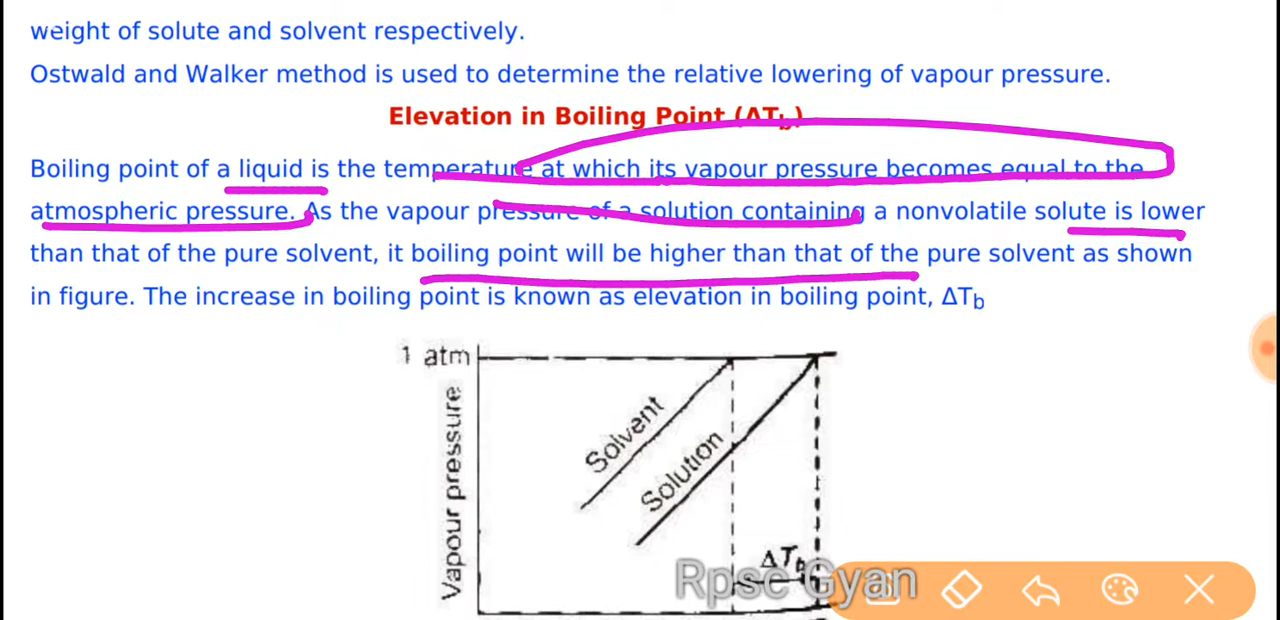 weight of solute and solvent respectively.
Ostwald and Walker method is used to determine the relative lowering of vapour pressure.
Elevation in Boiling Point (ΔTb)
Boiling point of a liquid is the temperature at which its vapour pressure becomes equal to the
atmospheric pressure. As the vapour pressure of a solution containing a nonvolatile solute is lower
than that of the pure solvent, it boiling point will be higher than that of the pure solvent as shown
in figure. The increase in boiling point is known as elevation in boiling point, ΔTb
1 atm
Vapour pressure
Solvent
Solution
ΔTb
Rpsc Gyan